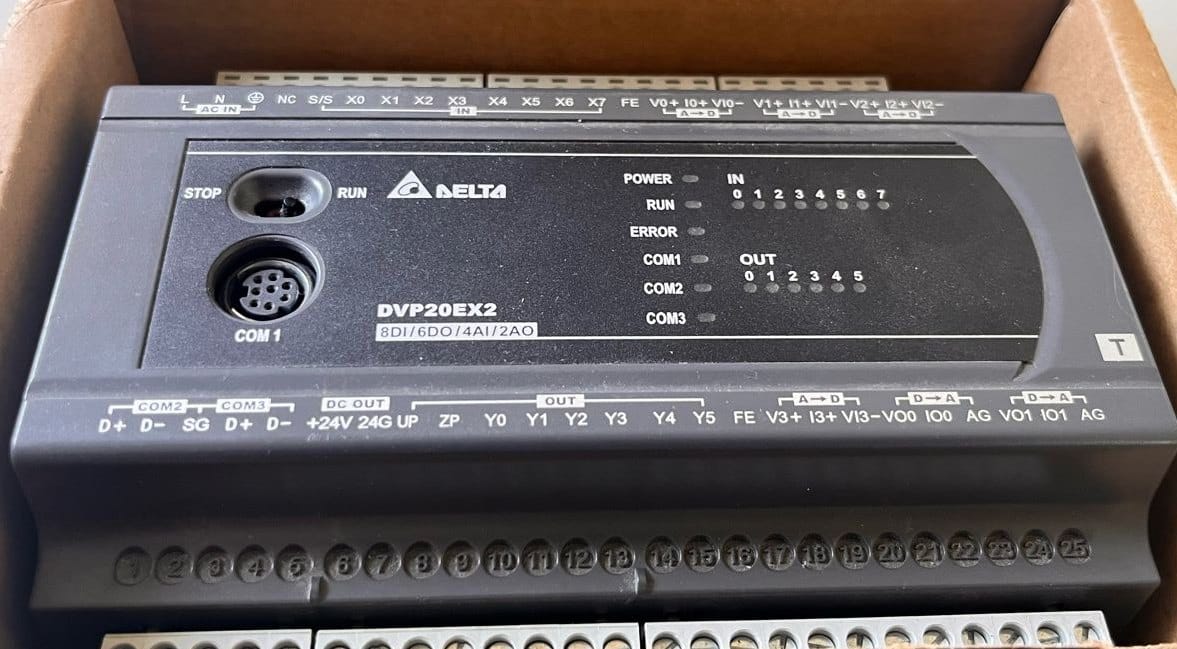 L N NC S/S X0 X1 X2 X3 X4 X5 X6 X7 FE V0+ I0+ VI0- V1+ I1+ VI1- V2+ I2+ VI2-
AC IN IN A→D A→D A→D
STOP RUN DELTA
COM 1
DVP20EX2
8DI/6DO/4AI/2AO
POWER
RUN
ERROR
COM1
COM2
COM3
IN
0 1 2 3 4 5 6 7
OUT
0 1 2 3 4 5
T
COM2 COM3 DC OUT OUT A→D D→A D→A
D+ D- SG D+ D- +24V 24G UP ZP Y0 Y1 Y2 Y3 Y4 Y5 FE V3+ I3+ VI3- VO0 IO0 AG VO1 IO1 AG
1 2 3 4 5 6 7 8 9 10 11 12 13 14 15 16 17 18 19 20 21 22 23 24 25